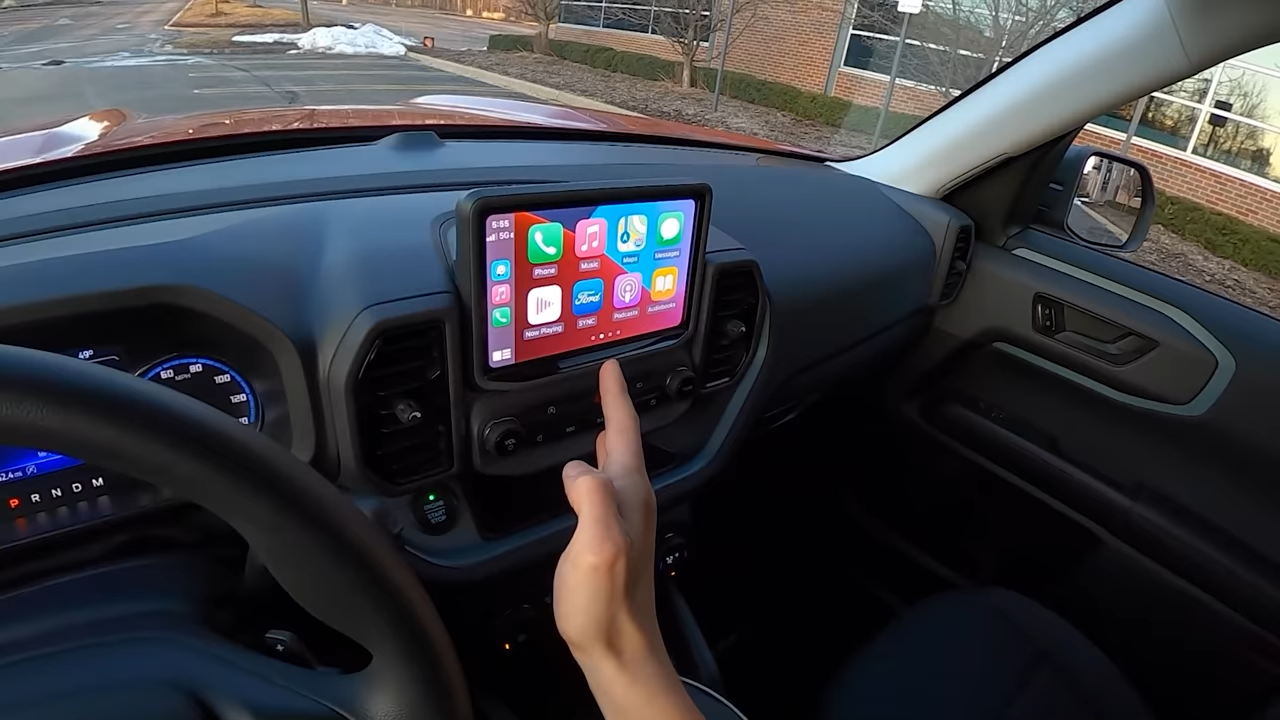 5:55
5G
Phone
Music
Maps
Messages
Now Playing
Ford
SYNC
Podcasts
Audiobooks
49°
60
80
100
120
MPH
VOL
P R N D M
ENGINE
START
STOP